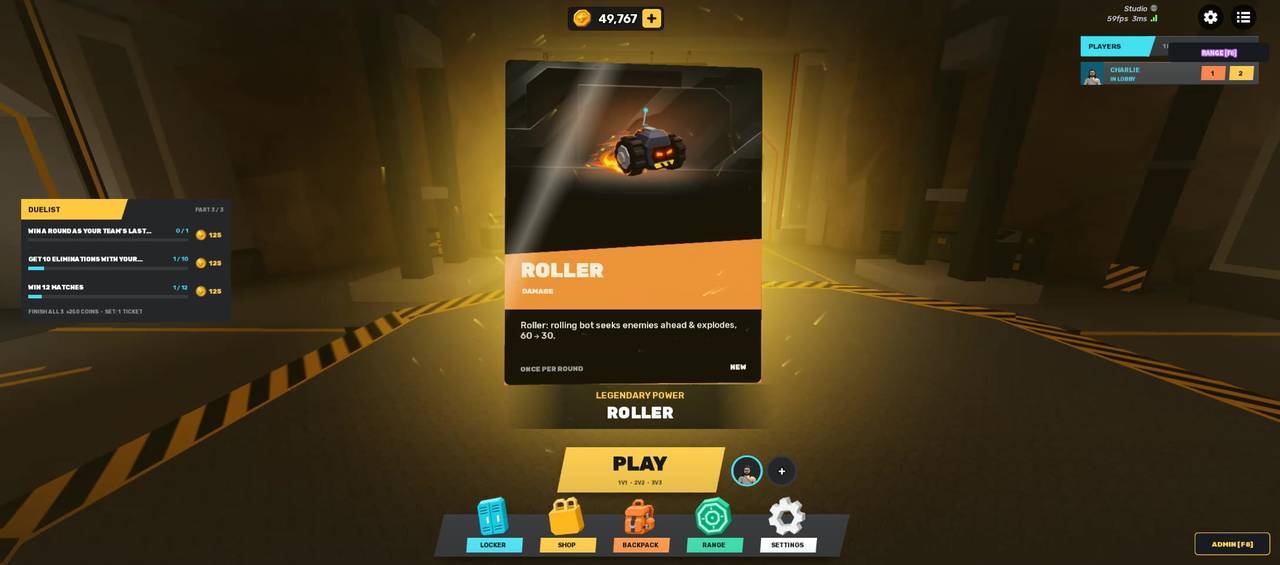 49,767 +
Studio
59fps 3ms
PLAYERS
RANGE [F6]
CHARLIE
IN LOBBY
1
2
DUELIST
PART 3 / 3
WIN A ROUND AS YOUR TEAM'S LAST...
0 / 1
125
GET 10 ELIMINATIONS WITH YOUR...
1 / 10
125
WIN 12 MATCHES
1 / 12
125
FINISH ALL 3 +250 COINS · SET: 1 TICKET
ROLLER
DAMAGE
Roller: rolling bot seeks enemies ahead & explodes,
60 → 30.
ONCE PER ROUND
NEW
LEGENDARY POWER
ROLLER
PLAY
1V1 · 2V2 · 3V3
+
LOCKER
SHOP
BACKPACK
RANGE
SETTINGS
ADMIN [F8]